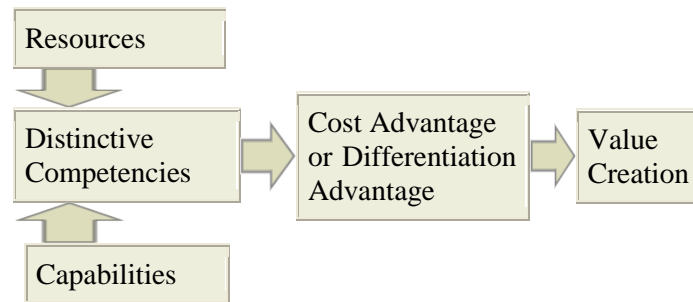 Resources
Distinctive
Competencies
Cost Advantage
or Differentiation
Advantage
Value
Creation
Capabilities